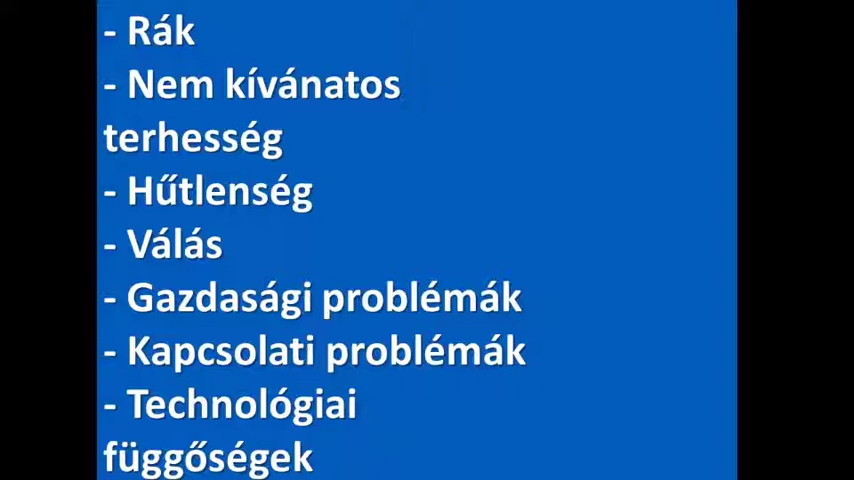 - Rák
- Nem kívánatos
terhesség
- Hűtlenség
- Válás
- Gazdasági problémák
- Kapcsolati problémák
- Technológiai
függőségek